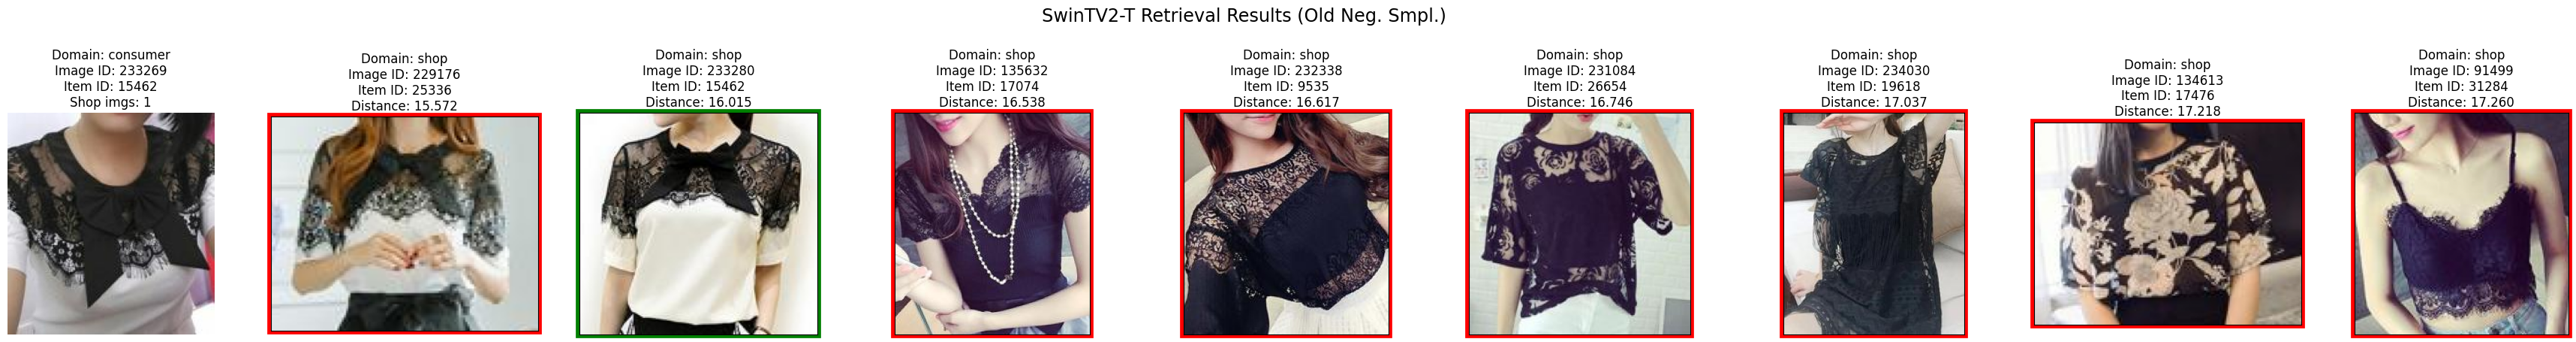 SwinTV2-T Retrieval Results (Old Neg. Smpl.)
Domain: consumer
Image ID: 233269
Item ID: 15462
Shop imgs: 1
Domain: shop
Image ID: 229176
Item ID: 25336
Distance: 15.572
Domain: shop
Image ID: 233280
Item ID: 15462
Distance: 16.015
Domain: shop
Image ID: 135632
Item ID: 17074
Distance: 16.538
Domain: shop
Image ID: 232338
Item ID: 9535
Distance: 16.617
Domain: shop
Image ID: 231084
Item ID: 26654
Distance: 16.746
Domain: shop
Image ID: 234030
Item ID: 19618
Distance: 17.037
Domain: shop
Image ID: 134613
Item ID: 17476
Distance: 17.218
Domain: shop
Image ID: 91499
Item ID: 31284
Distance: 17.260